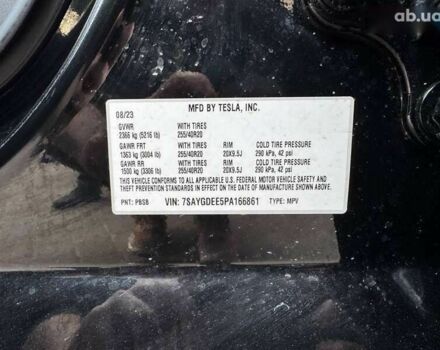 ab.ua
MFD BY TESLA, INC.
08/23
GVWR WITH TIRES
2366 kg (5216 lb) 255/40R20
GAWR FRT WITH TIRES RIM COLD TIRE PRESSURE
1363 kg (3004 lb) 255/40R20 20X9.5J 290 kPa, 42 psi
GAWR RR WITH TIRES RIM COLD TIRE PRESSURE
1500 kg (3306 lb) 255/40R20 20X9.5J 290 kPa, 42 psi
THIS VEHICLE CONFORMS TO ALL APPLICABLE U.S. FEDERAL MOTOR VEHICLE SAFETY AND
THEFT PREVENTION STANDARDS IN EFFECT ON THE DATE OF MANUFACTURE SHOWN ABOVE.
PNT: PBSB VIN: 7SAYGDEE5PA166861 TYPE: MPV